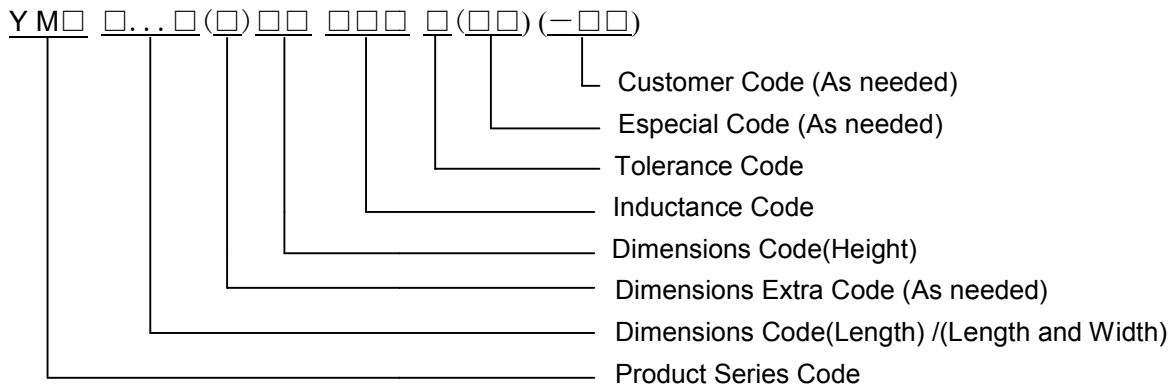 YM□ □...□(□)□□ □□□ □(□□)(-□□)
Customer Code (As needed)
Especial Code (As needed)
Tolerance Code
Inductance Code
Dimensions Code(Height)
Dimensions Extra Code (As needed)
Dimensions Code(Length) /(Length and Width)
Product Series Code